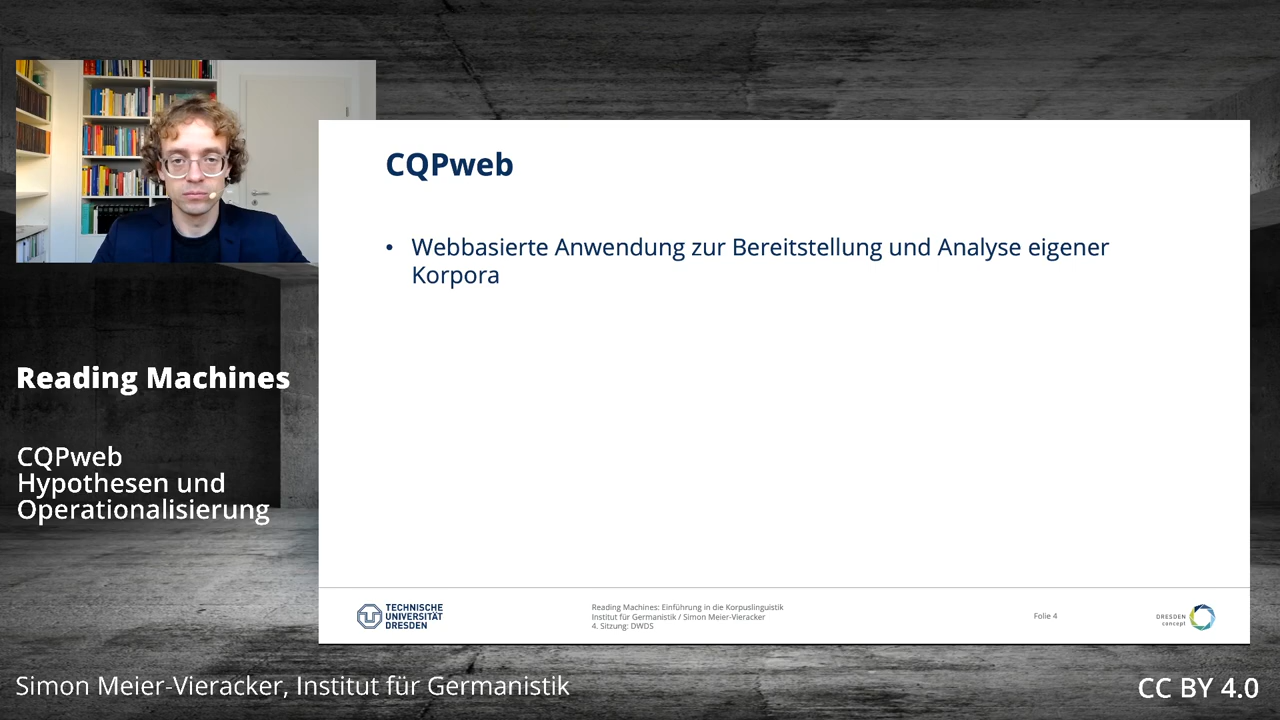 CQPweb
• Webbasierte Anwendung zur Bereitstellung und Analyse eigener
Korpora
Reading Machines
CQPweb
Hypothesen und
Operationalisierung
TECHNISCHE
UNIVERSITÄT
DRESDEN
Reading Machines: Einführung in die Korpuslinguistik
Institut für Germanistik / Simon Meier-Vieracker
4. Sitzung: DWDS
Folie 4
DRESDEN
concept
Simon Meier-Vieracker, Institut für Germanistik
CC BY 4.0